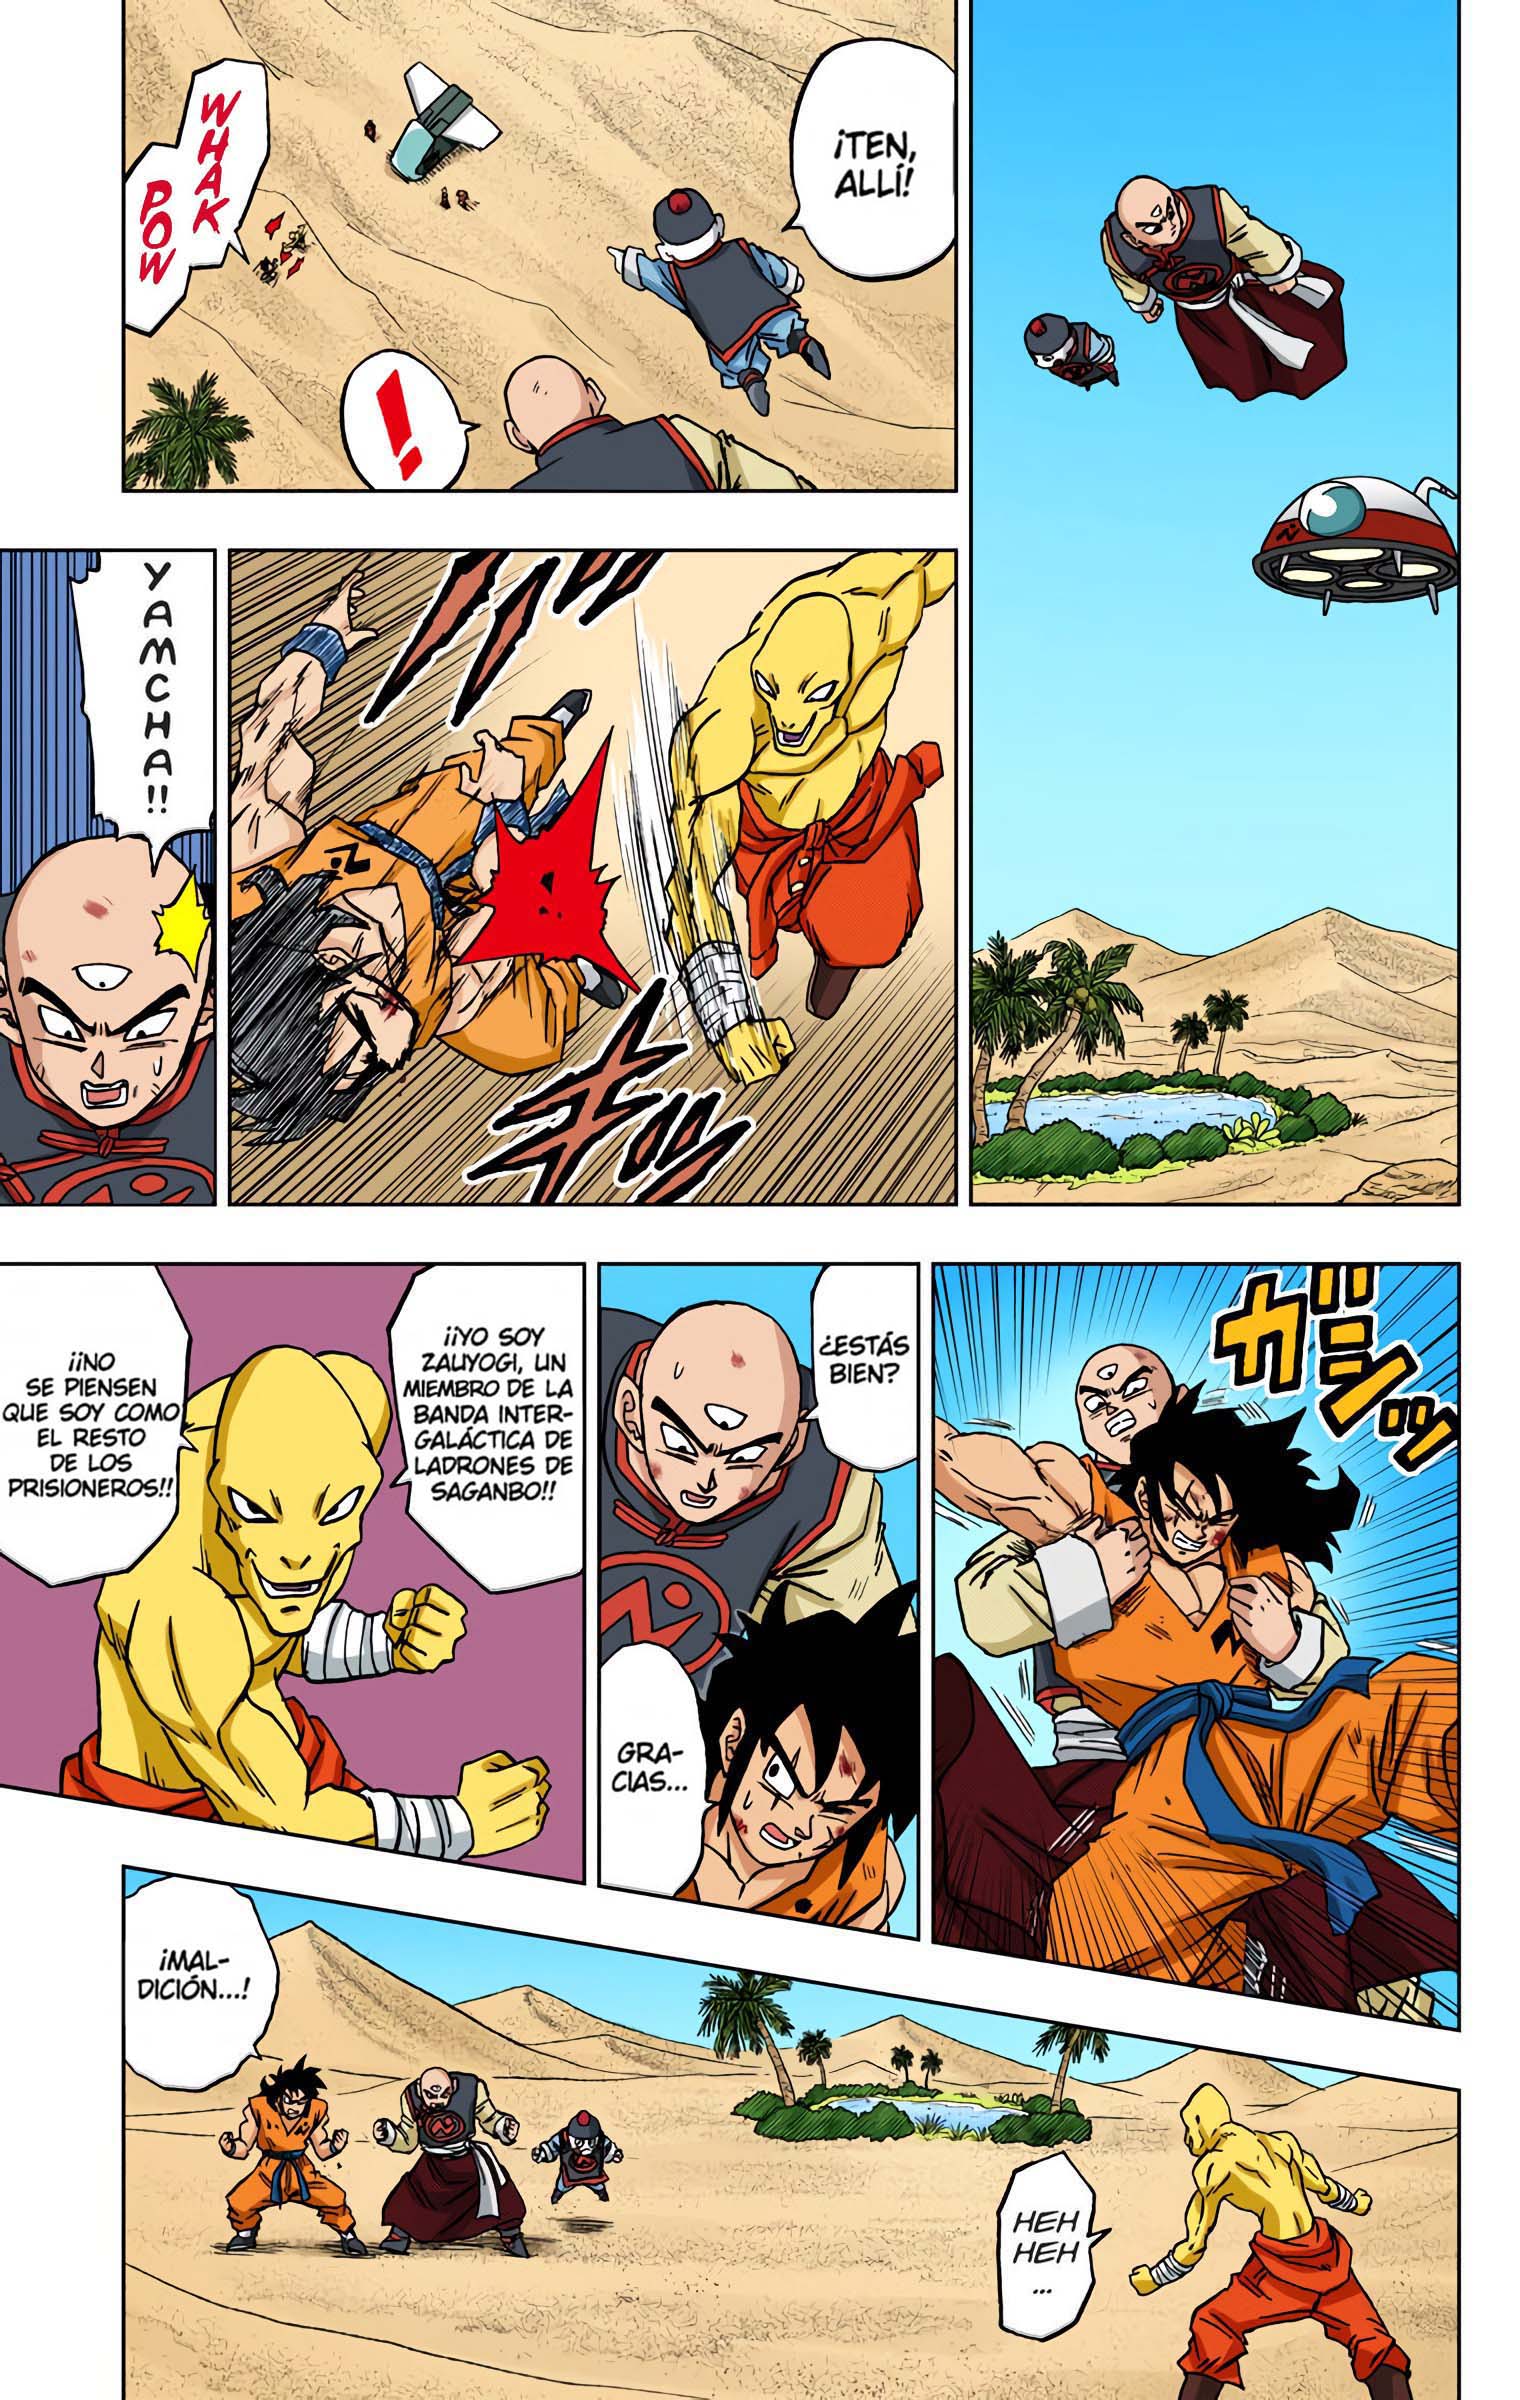 ¡TEN,
ALLÍ!
WHAK
POW
!
YAMCHA!!
ガシッ
¿ESTÁS
BIEN?
GRA-
CIAS...
¡¡YO SOY
ZAUYOGI, UN
MIEMBRO DE LA
BANDA INTER-
GALÁCTICA DE
LADRONES DE
SAGANBO!!
¡¡NO
SE PIENSEN
QUE SOY COMO
EL RESTO
DE LOS
PRISIONEROS!!
¡MAL-
DICIÓN...!
HEH
HEH
...